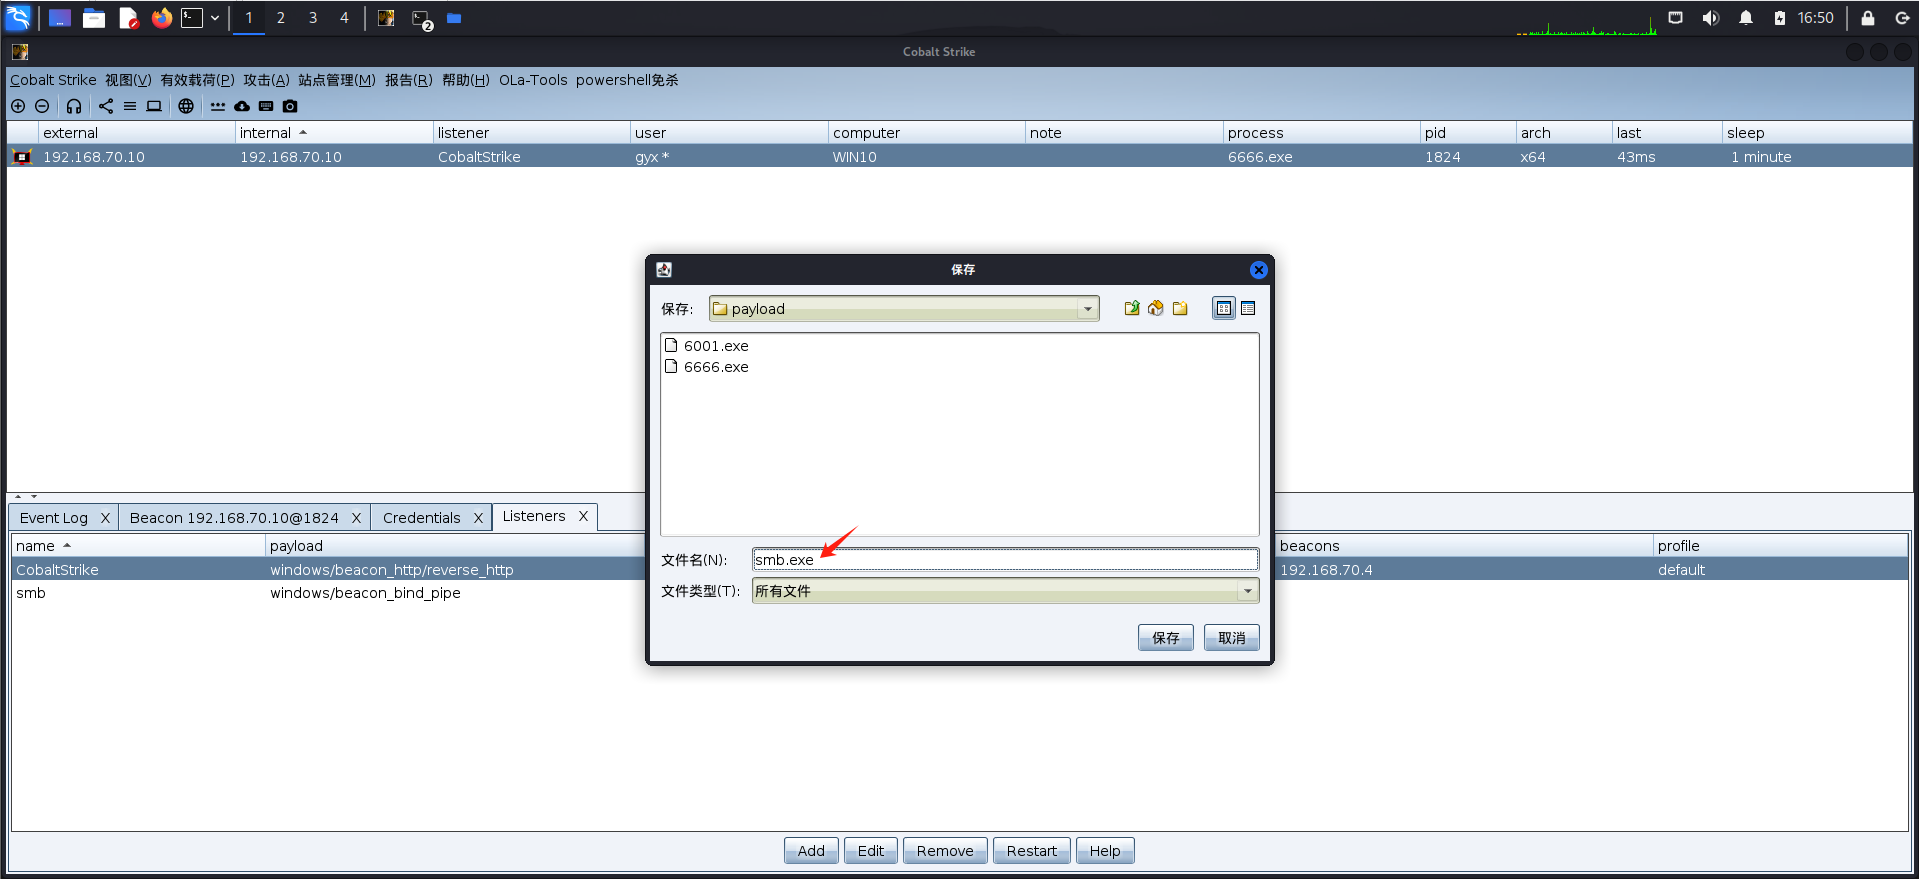 1 2 3 4 2 16:50
Cobalt Strike
Cobalt Strike 视图(V) 有效载荷(P) 攻击(A) 站点管理(M) 报告(R) 帮助(H) OLa-Tools powershell免杀
external internal listener user computer note process pid arch last sleep
192.168.70.10 192.168.70.10 CobaltStrike gyx * WIN10 6666.exe 1824 x64 43ms 1 minute
保存
保存: payload
6001.exe
6666.exe
文件名(N): smb.exe
文件类型(T): 所有文件
保存 取消
Event Log X Beacon 192.168.70.10@1824 X Credentials X Listeners X
name payload beacons profile
CobaltStrike windows/beacon_http/reverse_http 192.168.70.4 default
smb windows/beacon_bind_pipe
Add Edit Remove Restart Help